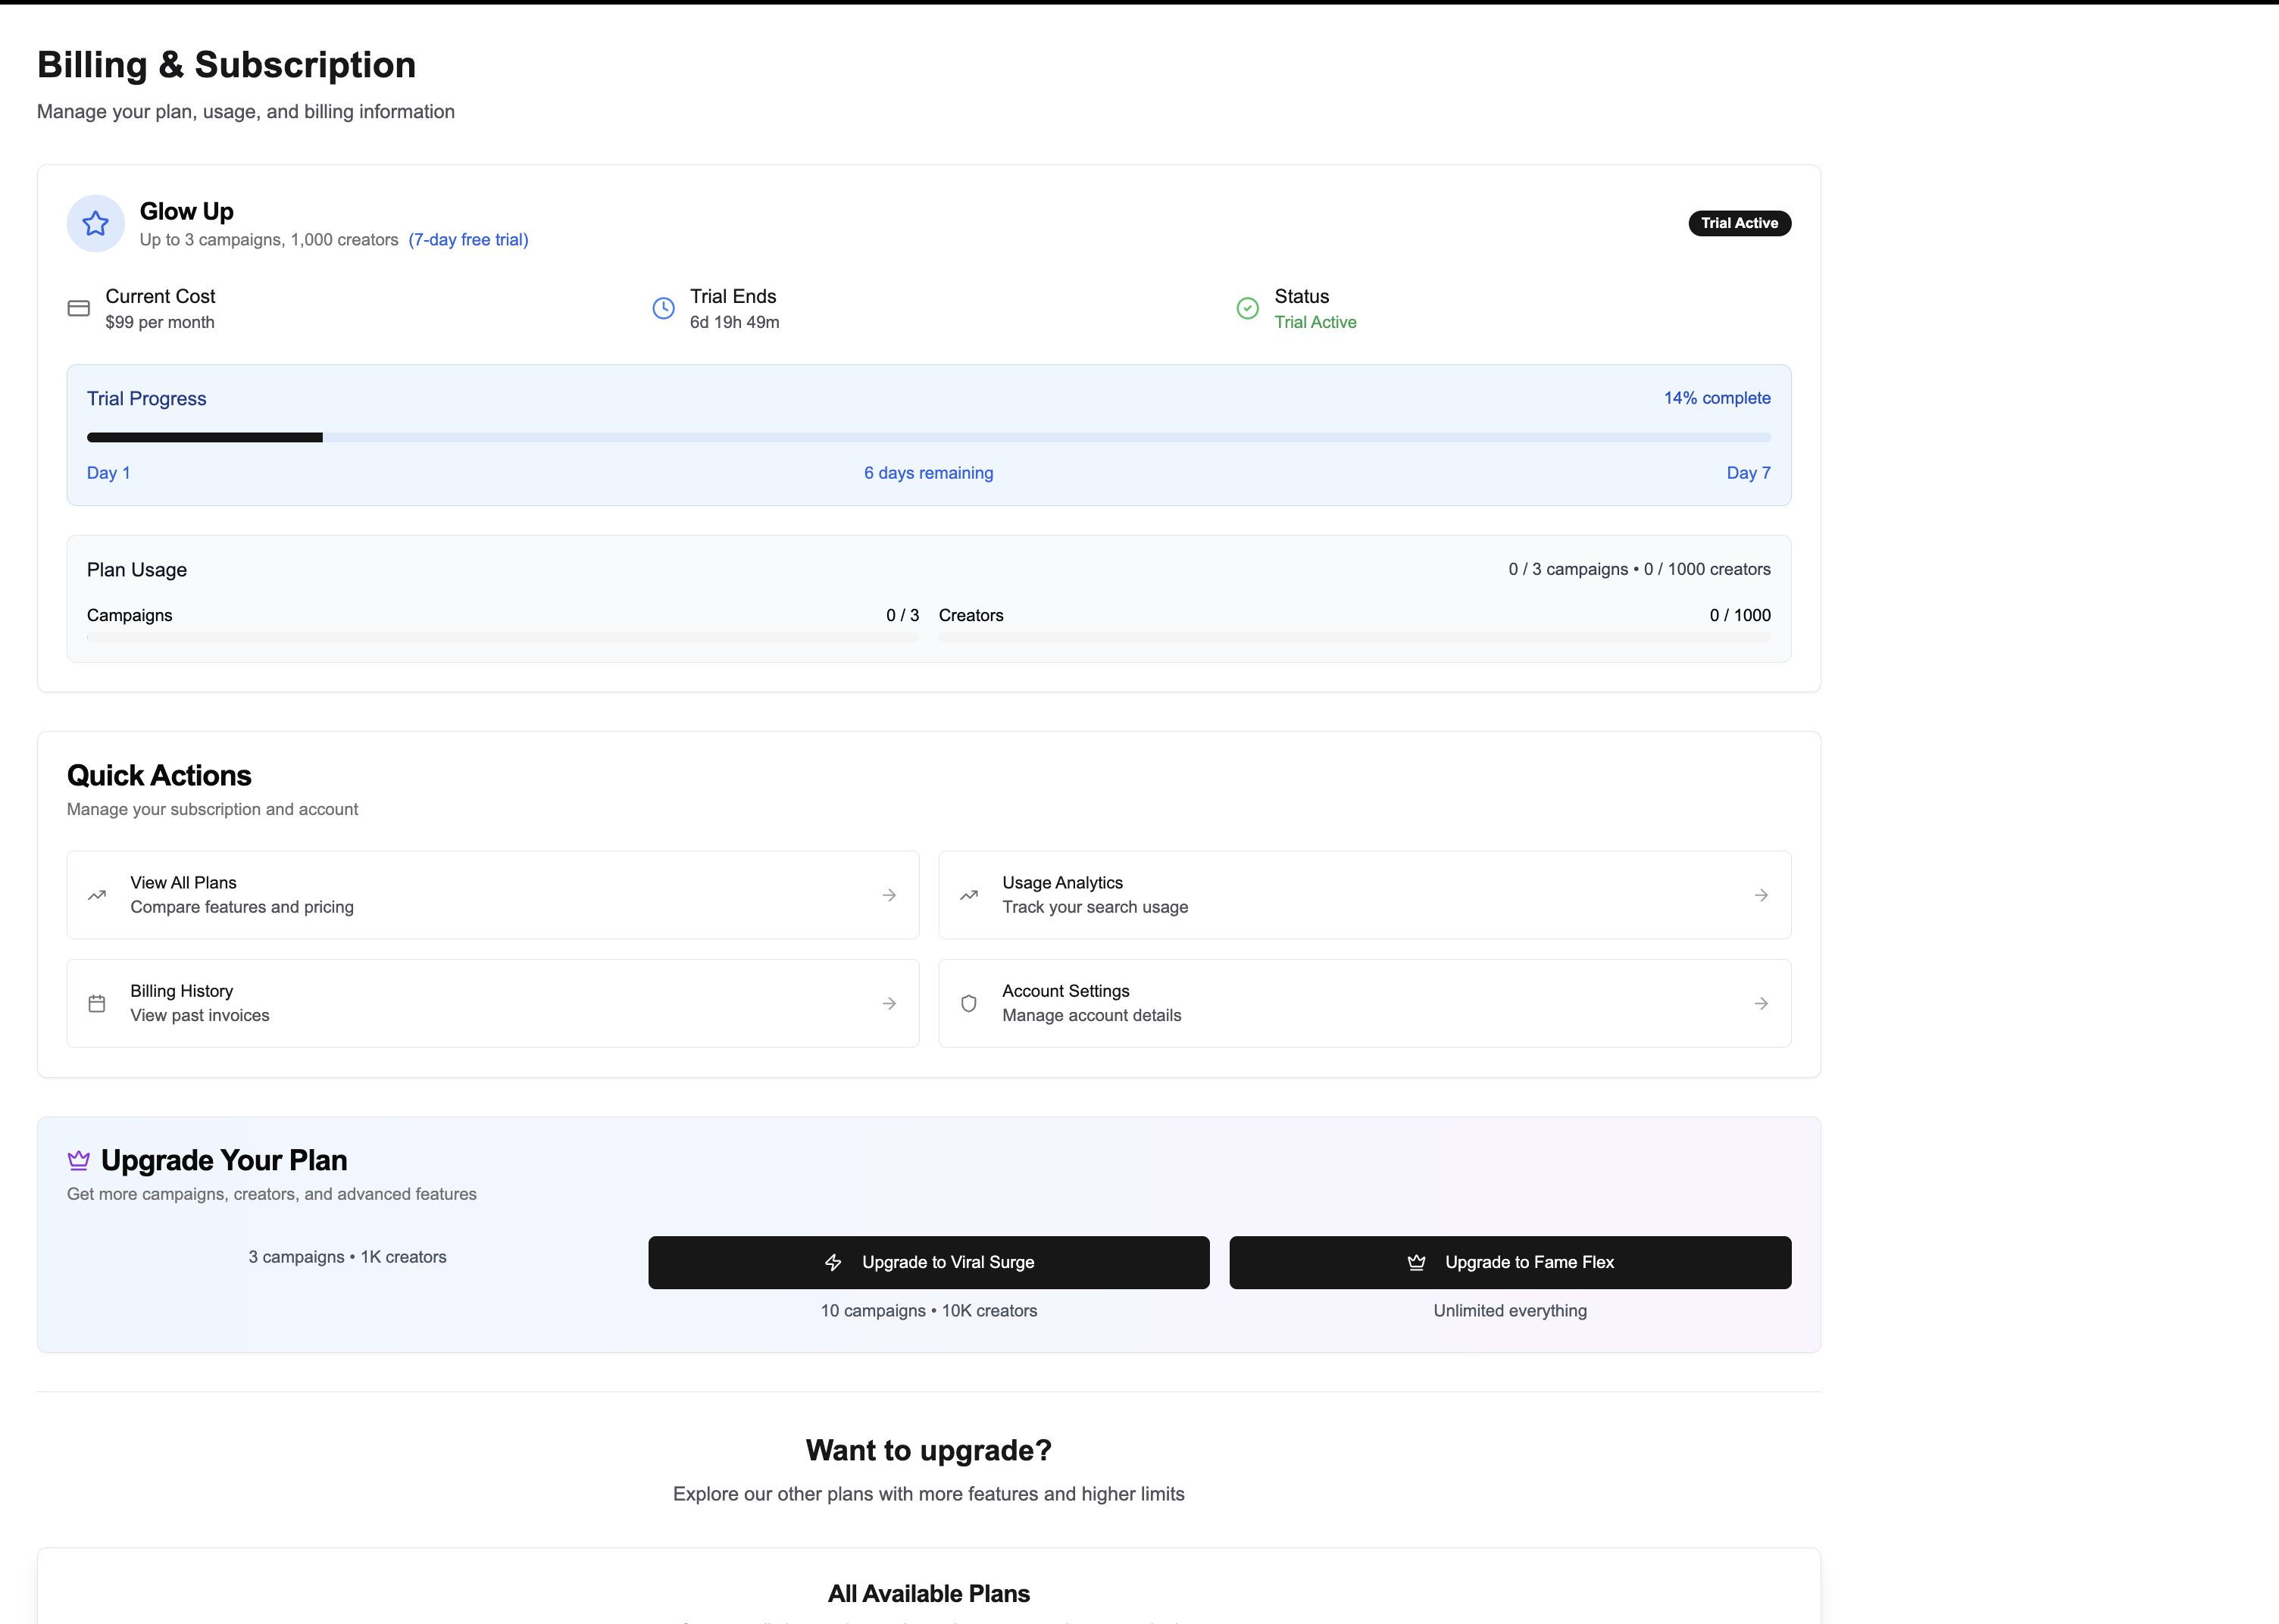 Billing & Subscription
Manage your plan, usage, and billing information
Glow Up
Up to 3 campaigns, 1,000 creators (7-day free trial)
Trial Active
Current Cost
$99 per month
Trial Ends
6d 19h 49m
Status
Trial Active
Trial Progress
14% complete
Day 1
6 days remaining
Day 7
Plan Usage
0 / 3 campaigns • 0 / 1000 creators
Campaigns
0 / 3
Creators
0 / 1000
Quick Actions
Manage your subscription and account
View All Plans
Compare features and pricing
Usage Analytics
Track your search usage
Billing History
View past invoices
Account Settings
Manage account details
Upgrade Your Plan
Get more campaigns, creators, and advanced features
3 campaigns • 1K creators
Upgrade to Viral Surge
10 campaigns • 10K creators
Upgrade to Fame Flex
Unlimited everything
Want to upgrade?
Explore our other plans with more features and higher limits
All Available Plans